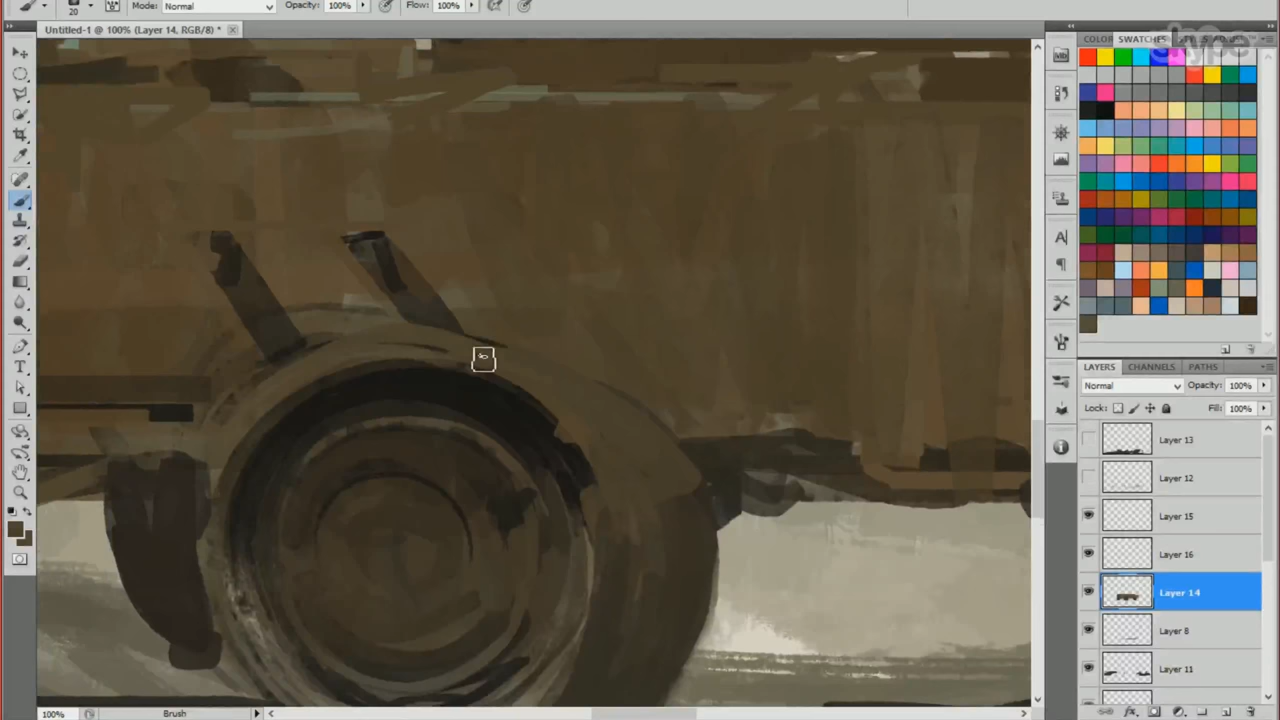 20
Mode: Normal
Opacity: 100%
Flow: 100%
Untitled-1 @ 100% (Layer 14, RGB/8) *
COLOR
SWATCHES
skype
LAYERS
CHANNELS
PATHS
Normal
Opacity: 100%
Lock:
Fill: 100%
Layer 13
Layer 12
Layer 15
Layer 16
Layer 14
Layer 8
Layer 11
100%
Brush